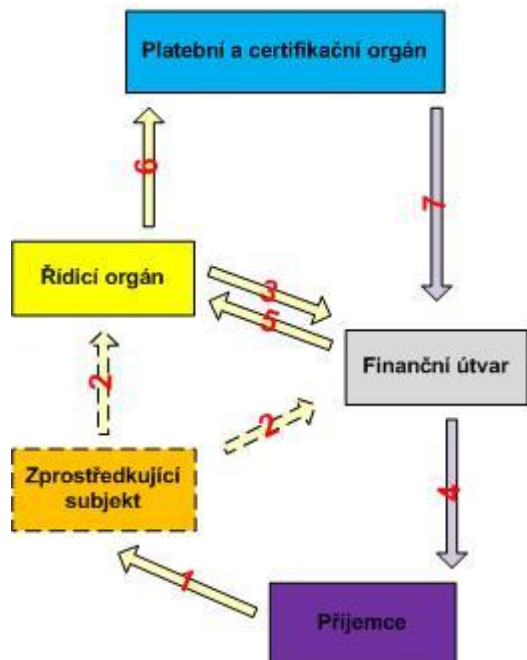 Platební a certifikační orgán
6
7
Řídicí orgán
3
5
Finanční útvar
2
2
Zprostředkující
subjekt
4
1
Příjemce